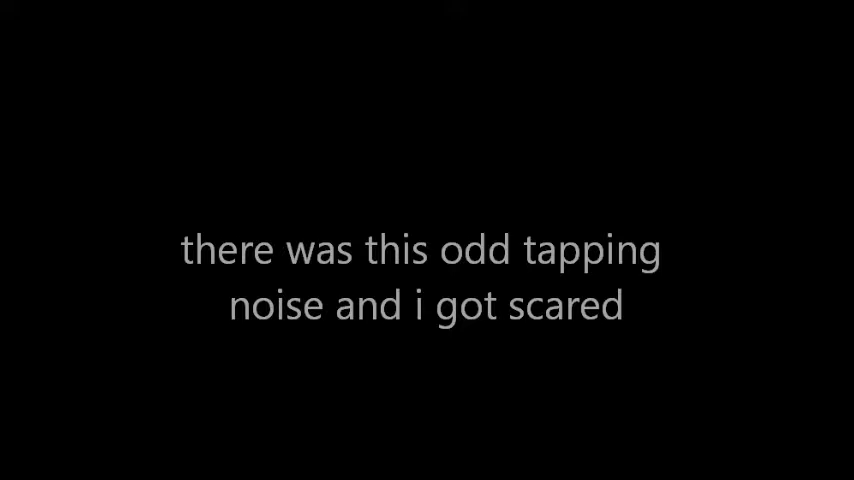 there was this odd tapping
noise and i got scared